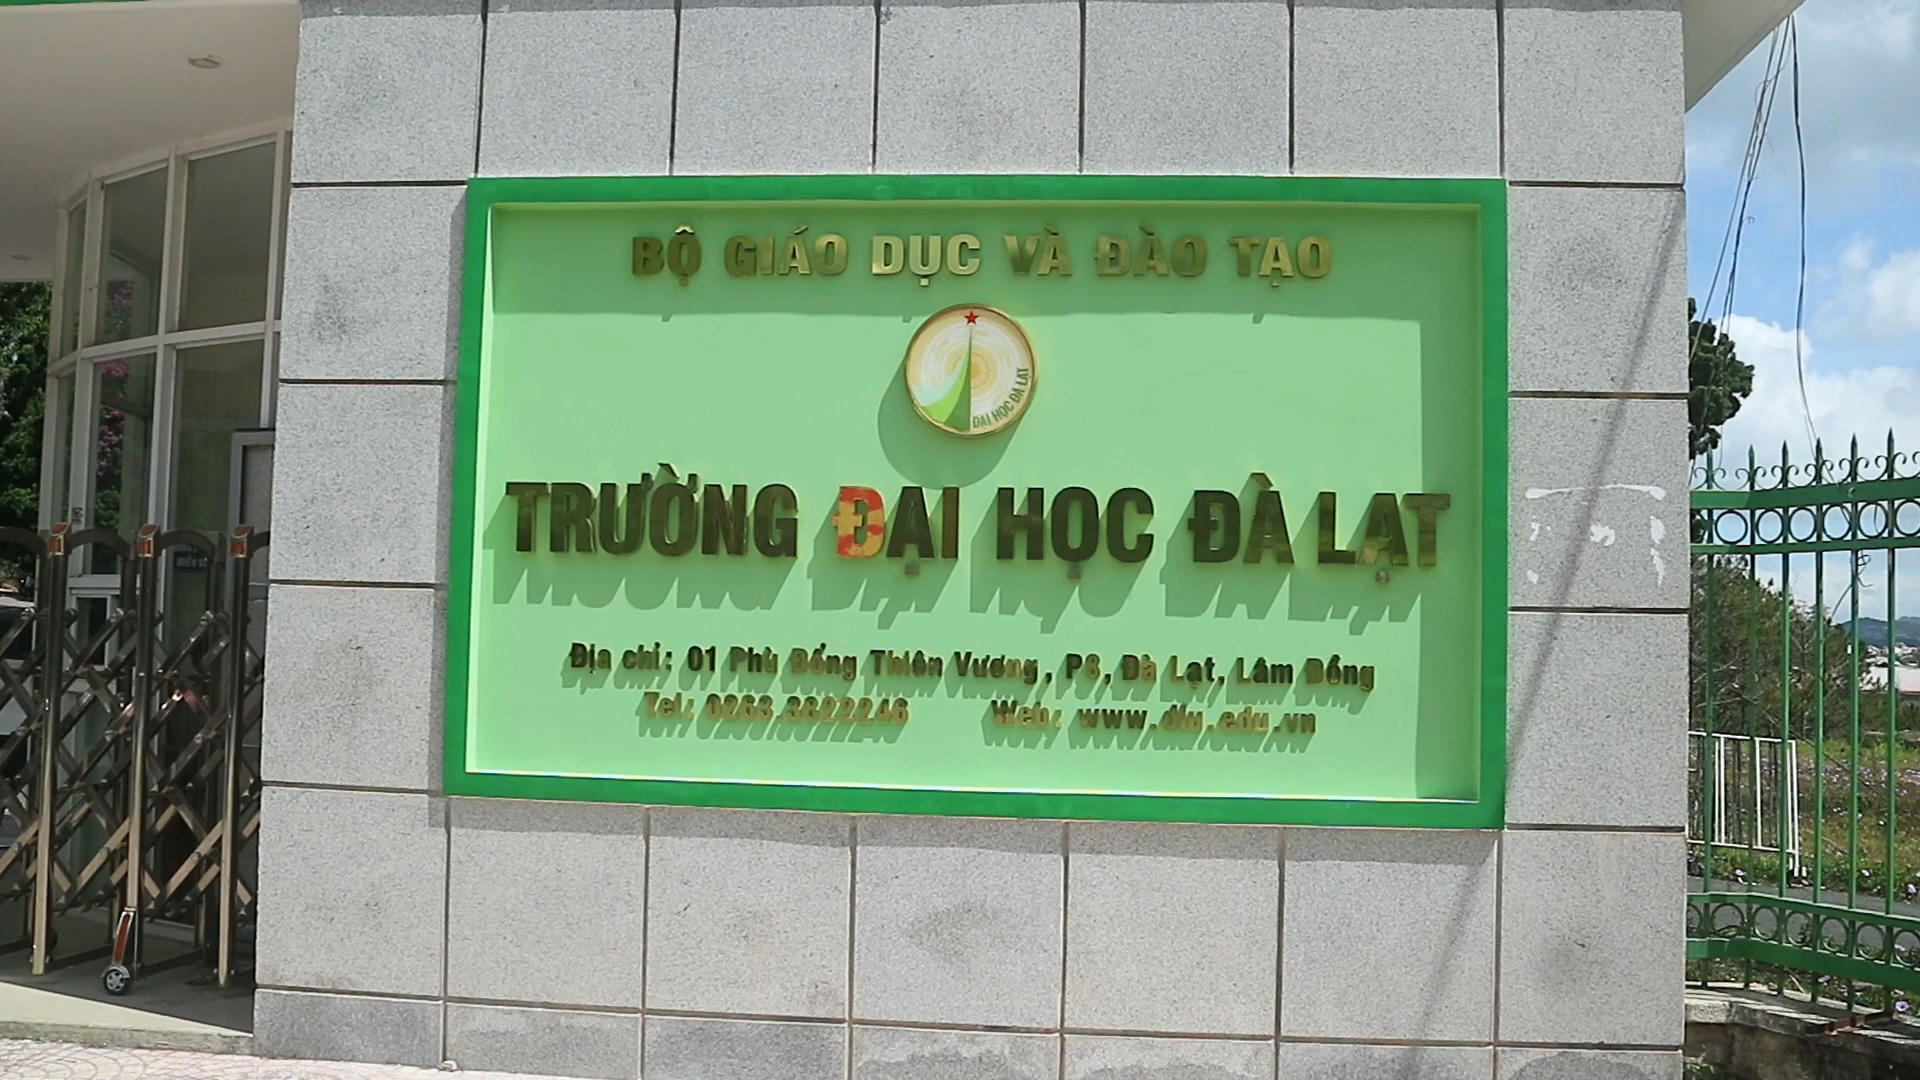 BỘ GIÁO DỤC VÀ ĐÀO TẠO
ĐẠI HỌC ĐÀ LẠT
TRƯỜNG ĐẠI HỌC ĐÀ LẠT
Địa chỉ: 01 Phù Đổng Thiên Vương, P8, Đà Lạt, Lâm Đồng
Tel: 0263.3822246 Web: www.dlu.edu.vn